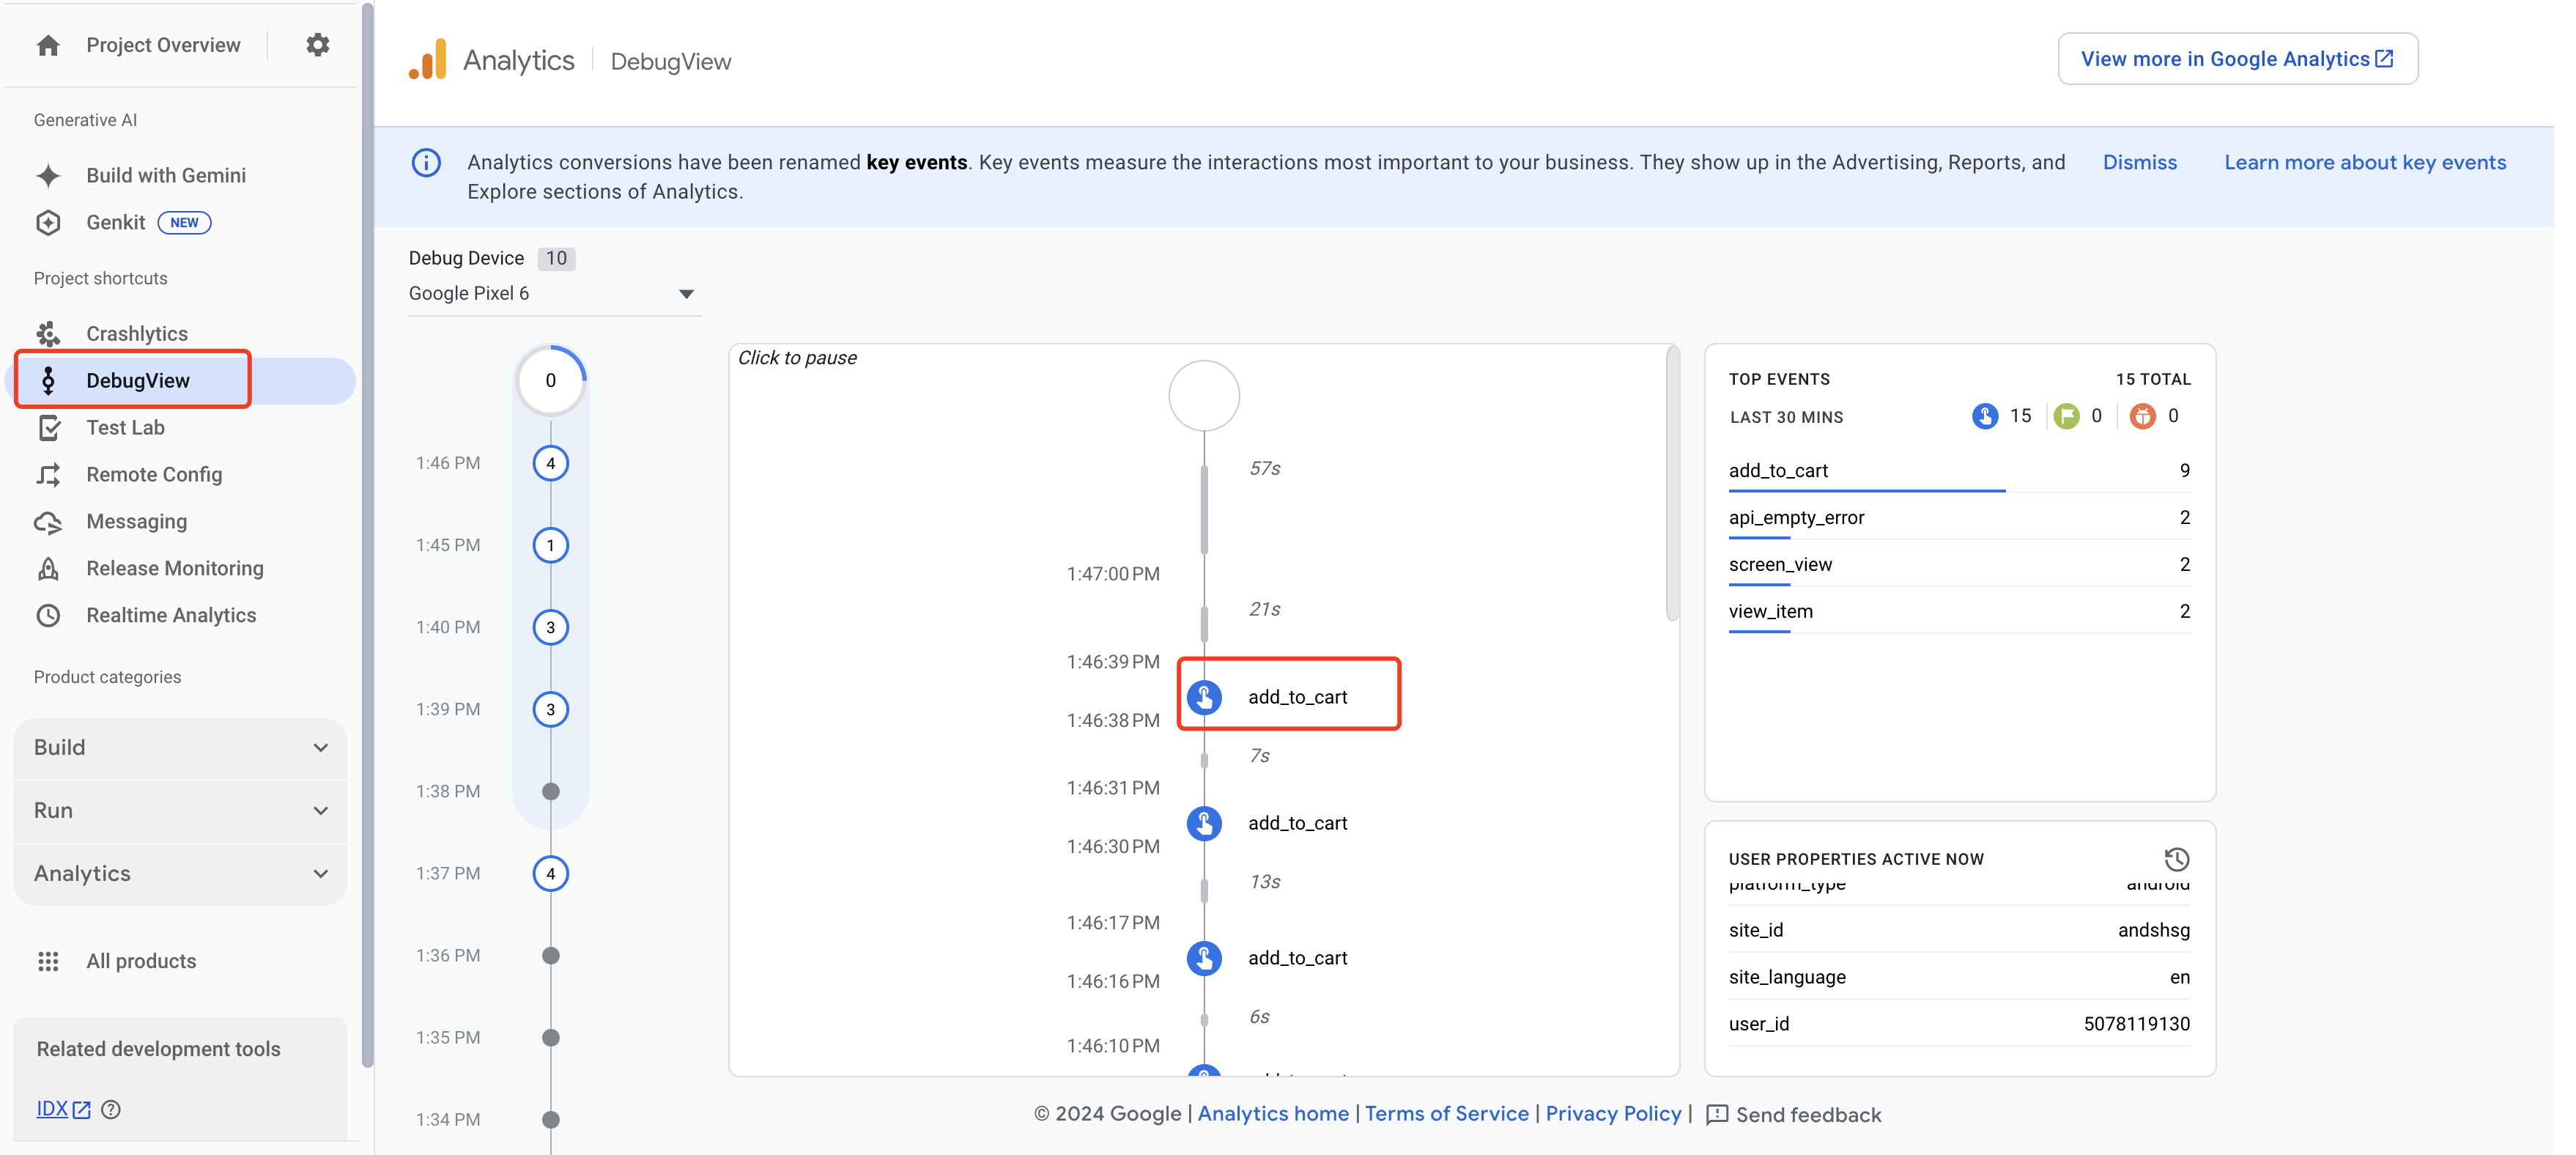 Project Overview
Generative AI
Build with Gemini
Genkit NEW
Project shortcuts
Crashlytics
DebugView
Test Lab
Remote Config
Messaging
Release Monitoring
Realtime Analytics
Product categories
Build
Run
Analytics
All products
Related development tools
IDX
Analytics
DebugView
View more in Google Analytics
Analytics conversions have been renamed key events. Key events measure the interactions most important to your business. They show up in the Advertising, Reports, and
Explore sections of Analytics.
Dismiss
Learn more about key events
Debug Device 10
Google Pixel 6
0
1:46 PM 4
1:45 PM 1
1:40 PM 3
1:39 PM 3
1:38 PM
1:37 PM 4
1:36 PM
1:35 PM
1:34 PM
Click to pause
57s
1:47:00 PM
21s
1:46:39 PM
add_to_cart
1:46:38 PM
7s
1:46:31 PM
add_to_cart
1:46:30 PM
13s
1:46:17 PM
add_to_cart
1:46:16 PM
6s
1:46:10 PM
TOP EVENTS 15 TOTAL
LAST 30 MINS 15 0 0
add_to_cart 9
api_empty_error 2
screen_view 2
view_item 2
USER PROPERTIES ACTIVE NOW
platform_type android
site_id andshsg
site_language en
user_id 5078119130
© 2024 Google | Analytics home | Terms of Service | Privacy Policy | Send feedback